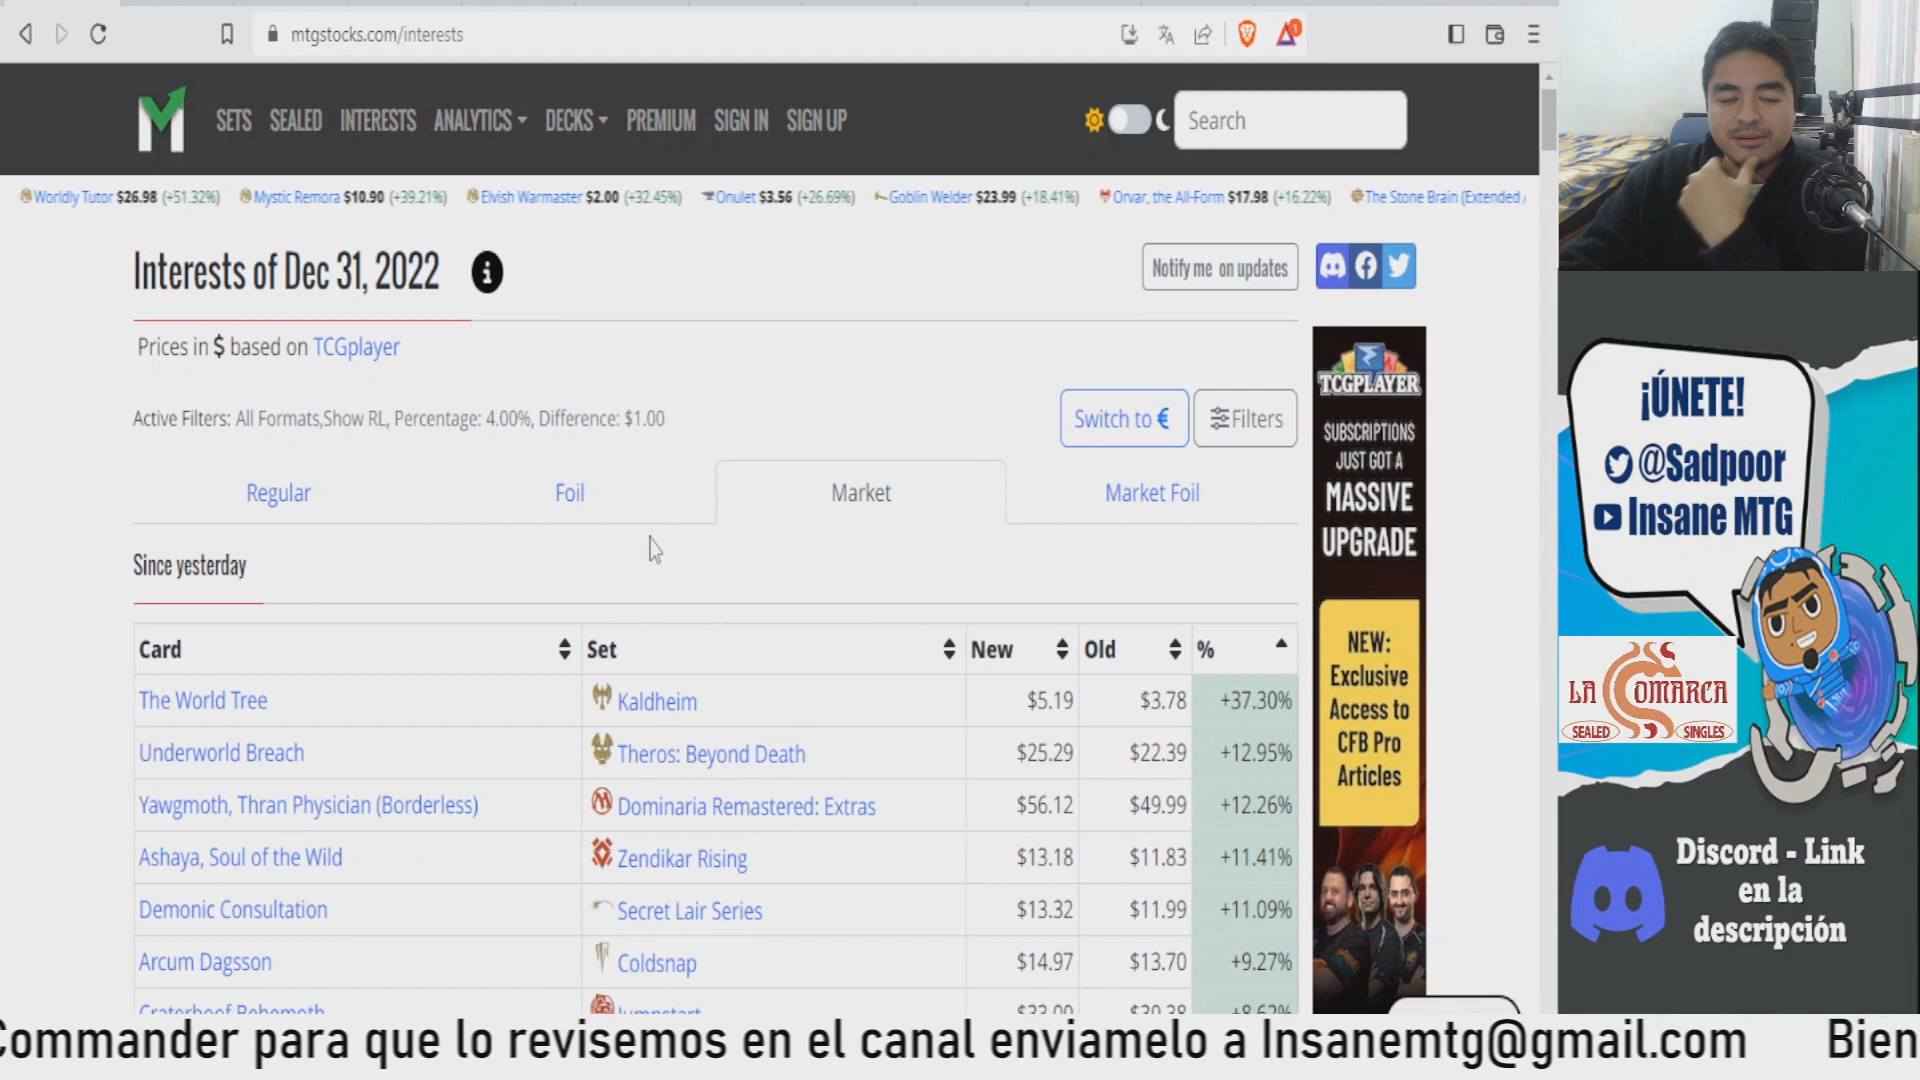 mtgstocks.com/interests
1
M SETS SEALED INTERESTS ANALYTICS DECKS PREMIUM SIGN IN SIGN UP Search
Worldly Tutor $26.98 (+51.32%) Mystic Remora $10.90 (+39.21%) Elvish Warmaster $2.00 (+32.45%) Onulet $3.56 (+26.69%) Goblin Welder $23.99 (+18.41%) Orvar, the All-Form $17.98 (+16.22%) The Stone Brain (Extended
Interests of Dec 31, 2022
Notify me on updates
Prices in $ based on TCGplayer
Active Filters: All Formats,Show RL, Percentage: 4.00%, Difference: $1.00
Switch to € Filters
Regular Foil Market Market Foil
Since yesterday
Card Set New Old %
The World Tree Kaldheim $5.19 $3.78 +37.30%
Underworld Breach Theros: Beyond Death $25.29 $22.39 +12.95%
Yawgmoth, Thran Physician (Borderless) Dominaria Remastered: Extras $56.12 $49.99 +12.26%
Ashaya, Soul of the Wild Zendikar Rising $13.18 $11.83 +11.41%
Demonic Consultation Secret Lair Series $13.32 $11.99 +11.09%
Arcum Dagsson Coldsnap $14.97 $13.70 +9.27%
Craterhoof Behemoth Jumpstart $33.00 $30.38 +8.62%
TCGPLAYER
SUBSCRIPTIONS
JUST GOT A
MASSIVE
UPGRADE
NEW:
Exclusive
Access to
CFB Pro
Articles
¡ÚNETE!
@Sadpoor
Insane MTG
LA COMARCA
SEALED SINGLES
Discord - Link
en la
descripción
Commander para que lo revisemos en el canal enviamelo a Insanemtg@gmail.com Bien